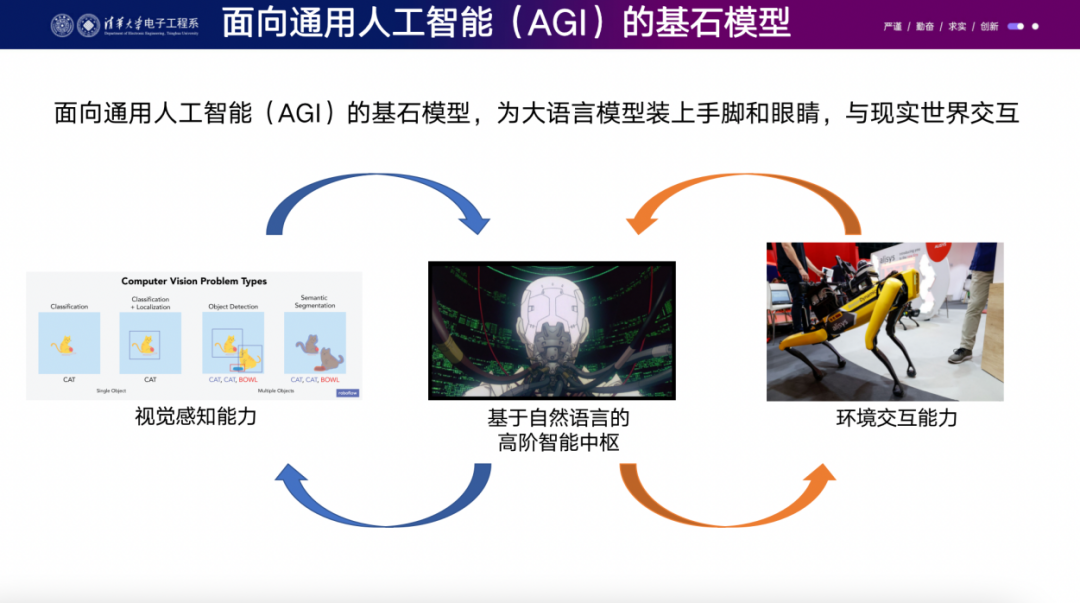 清华大学电子工程系
Department of Electronic Engineering, Tsinghua University
面向通用人工智能（AGI）的基石模型
严谨 / 勤奋 / 求实 / 创新
面向通用人工智能（AGI）的基石模型，为大语言模型装上手脚和眼睛，与现实世界交互
Computer Vision Problem Types
Classification
Classification
+ Localization
Object Detection
Semantic
Segmentation
CAT
CAT
CAT, CAT, BOWL
CAT, CAT, BOWL
Single Object
Multiple Objects
roboflow
视觉感知能力
基于自然语言的
高阶智能中枢
alisys
alisys
环境交互能力